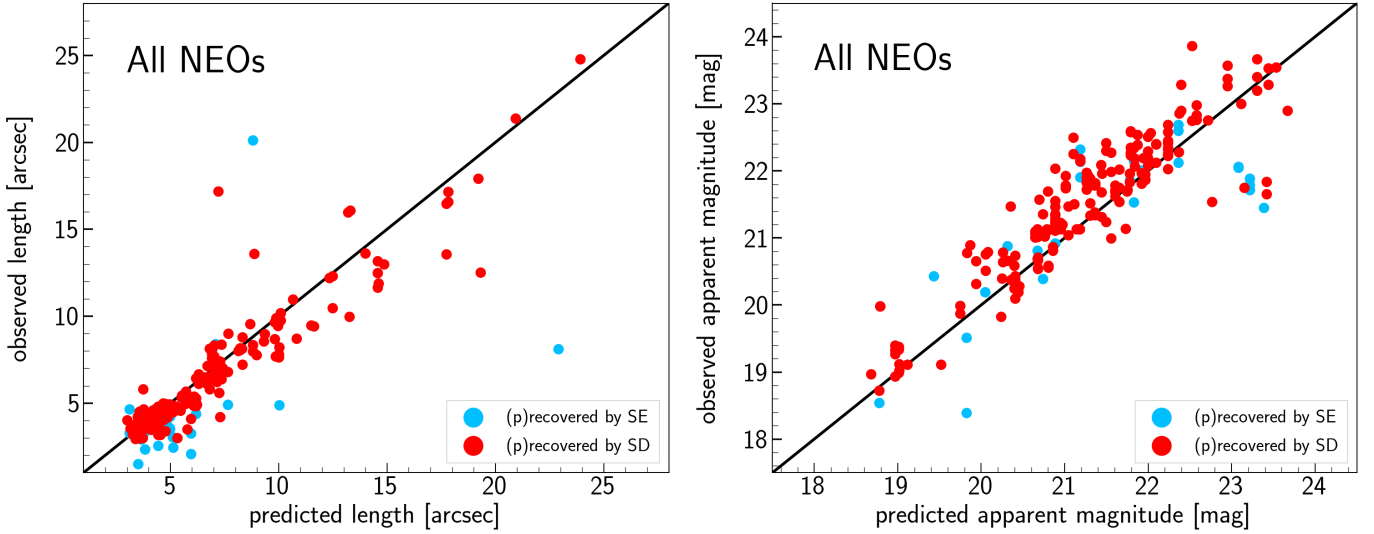 All NEOs
observed length [arcsec]
25
20
15
10
5
5 10 15 20 25
predicted length [arcsec]
(p)recovered by SE
(p)recovered by SD
All NEOs
observed apparent magnitude [mag]
24
23
22
21
20
19
18
18 19 20 21 22 23 24
predicted apparent magnitude [mag]
(p)recovered by SE
(p)recovered by SD